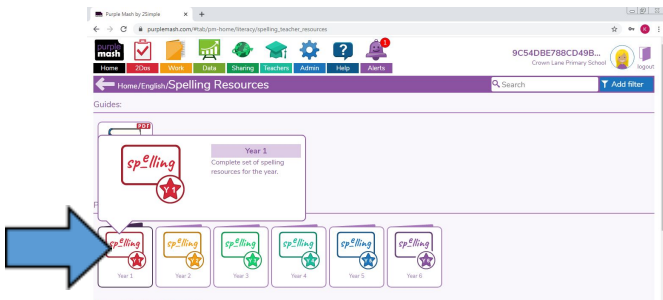 Purple Mash by 2Simple
purplemash.com/#tab/pm-home/literacy/spelling_teacher_resources
purple mash
1
9C54DBE788CD49B...
Crown Lane Primary School
logout
Home 2Dos Work Data Sharing Teachers Admin Help Alerts
Home/English/Spelling Resources
Search
Add filter
Guides:
PDF
spelling
Year 1
Complete set of spelling
resources for the year.
spelling spelling spelling spelling spelling spelling
Year 1 Year 2 Year 3 Year 4 Year 5 Year 6